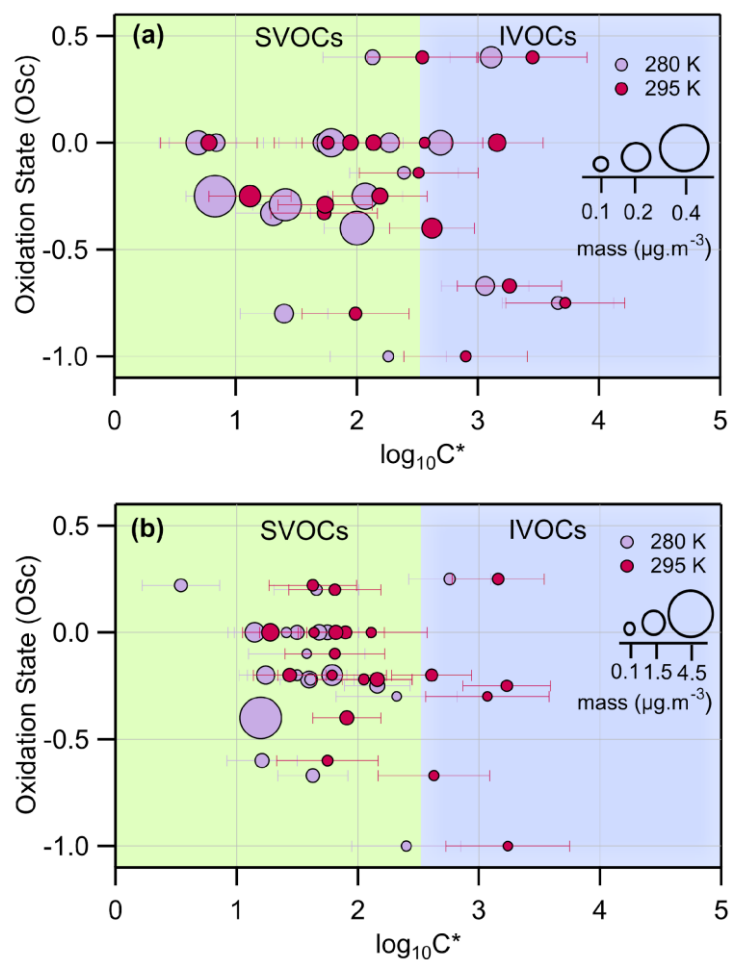 (a)
SVOCs
IVOCs
280 K
295 K
0.1 0.2 0.4
mass (µg.m-3)
Oxidation State (OSc)
0.5
0.0
-0.5
-1.0
0 1 2 3 4 5
log10C*
(b)
SVOCs
IVOCs
280 K
295 K
0.1 1.5 4.5
mass (µg.m-3)
Oxidation State (OSc)
0.5
0.0
-0.5
-1.0
0 1 2 3 4 5
log10C*